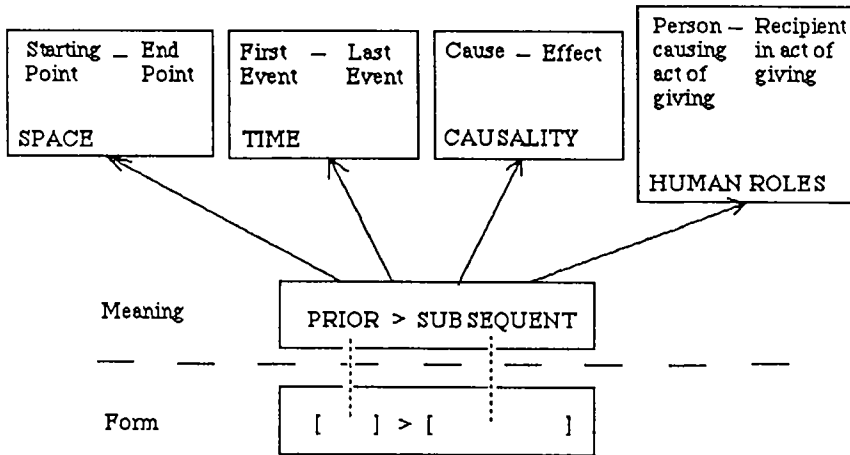 Starting – End
Point Point
SPACE
First – Last
Event Event
TIME
Cause – Effect
CAUSALITY
Person – Recipient
causing in act of
act of giving
giving
HUMAN ROLES
Meaning
PRIOR > SUBSEQUENT
Form
[ ] > [ ]